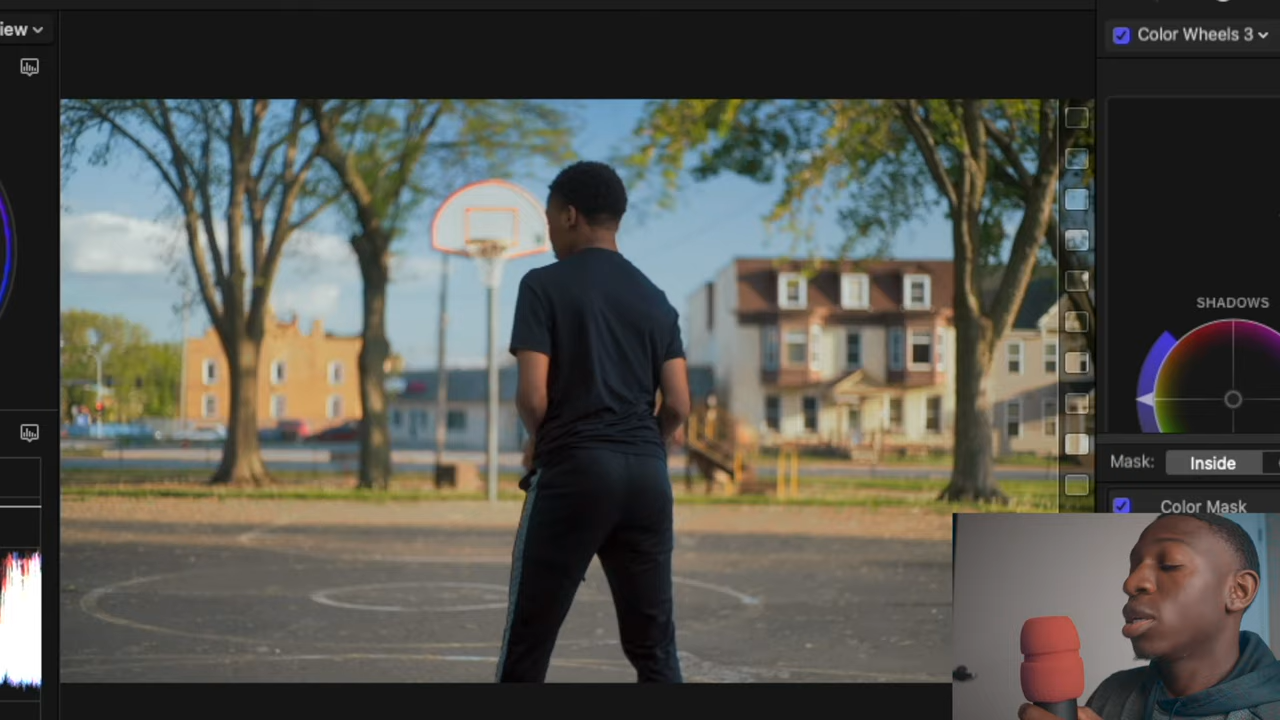 iew
Color Wheels 3
SHADOWS
Mask:
Inside
Color Mask